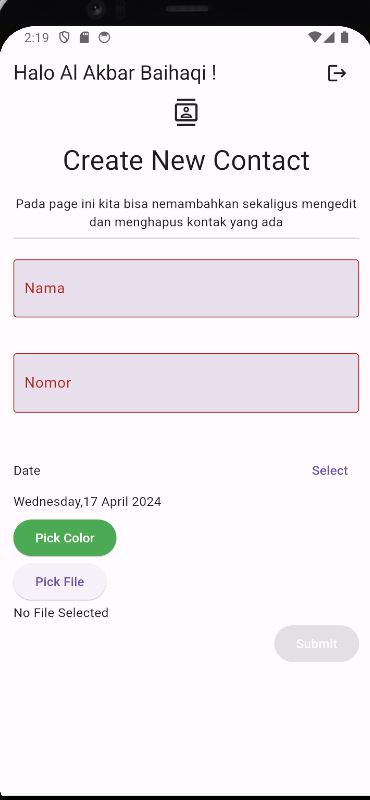 2:19
Halo Al Akbar Baihaqi !
Create New Contact
Pada page ini kita bisa nemambahkan sekaligus mengedit
dan menghapus kontak yang ada
Nama
Nomor
Date
Select
Wednesday,17 April 2024
Pick Color
Pick File
No File Selected
Submit